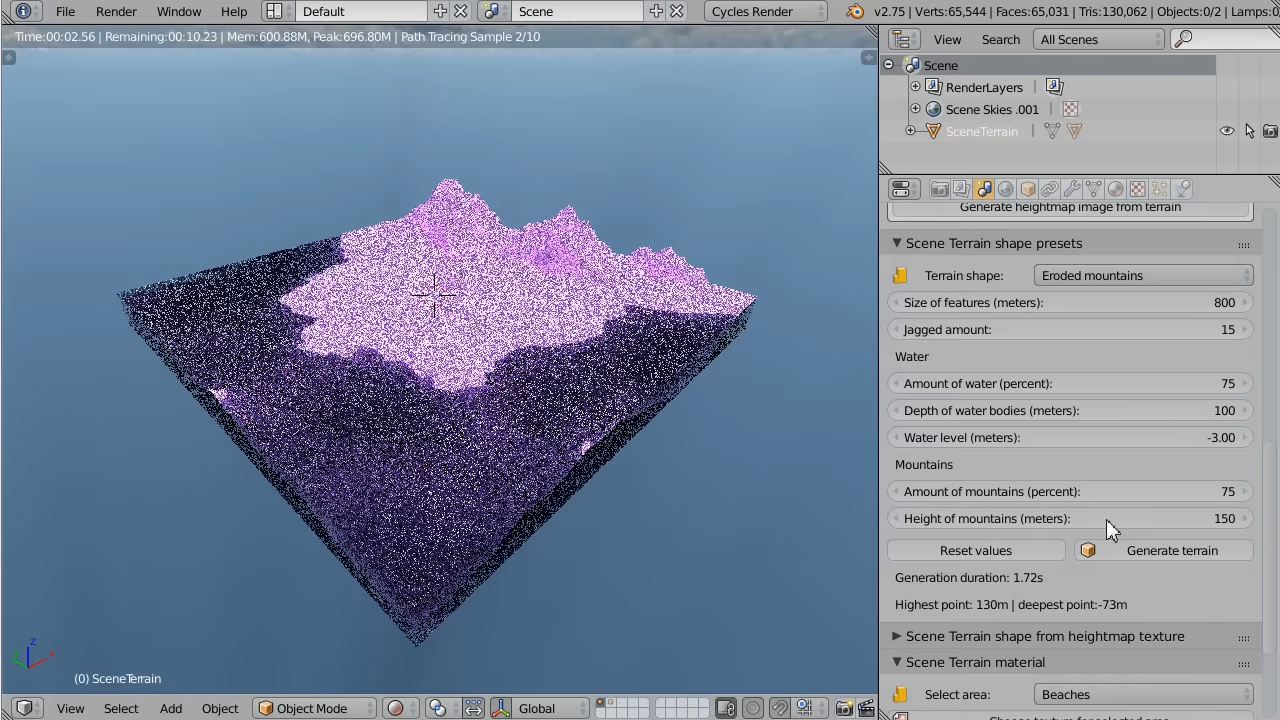 File Render Window Help Default Scene Cycles Render v2.75 | Verts:65,544 | Faces:65,031 | Tris:130,062 | Objects:0/2 | Lamps:0
Time:00:02.56 | Remaining:00:10.23 | Mem:600.88M, Peak:696.80M | Path Tracing Sample 2/10
View Search All Scenes
Scene
RenderLayers
Scene Skies .001
SceneTerrain
Generate heightmap image from terrain
Scene Terrain shape presets
Terrain shape: Eroded mountains
Size of features (meters): 800
Jagged amount: 15
Water
Amount of water (percent): 75
Depth of water bodies (meters): 100
Water level (meters): -3.00
Mountains
Amount of mountains (percent): 75
Height of mountains (meters): 150
Reset values Generate terrain
Generation duration: 1.72s
Highest point: 130m | deepest point:-73m
Scene Terrain shape from heightmap texture
Scene Terrain material
Select area: Beaches
Choose texture for selected area
z
x
(0) SceneTerrain
View Select Add Object Object Mode Global